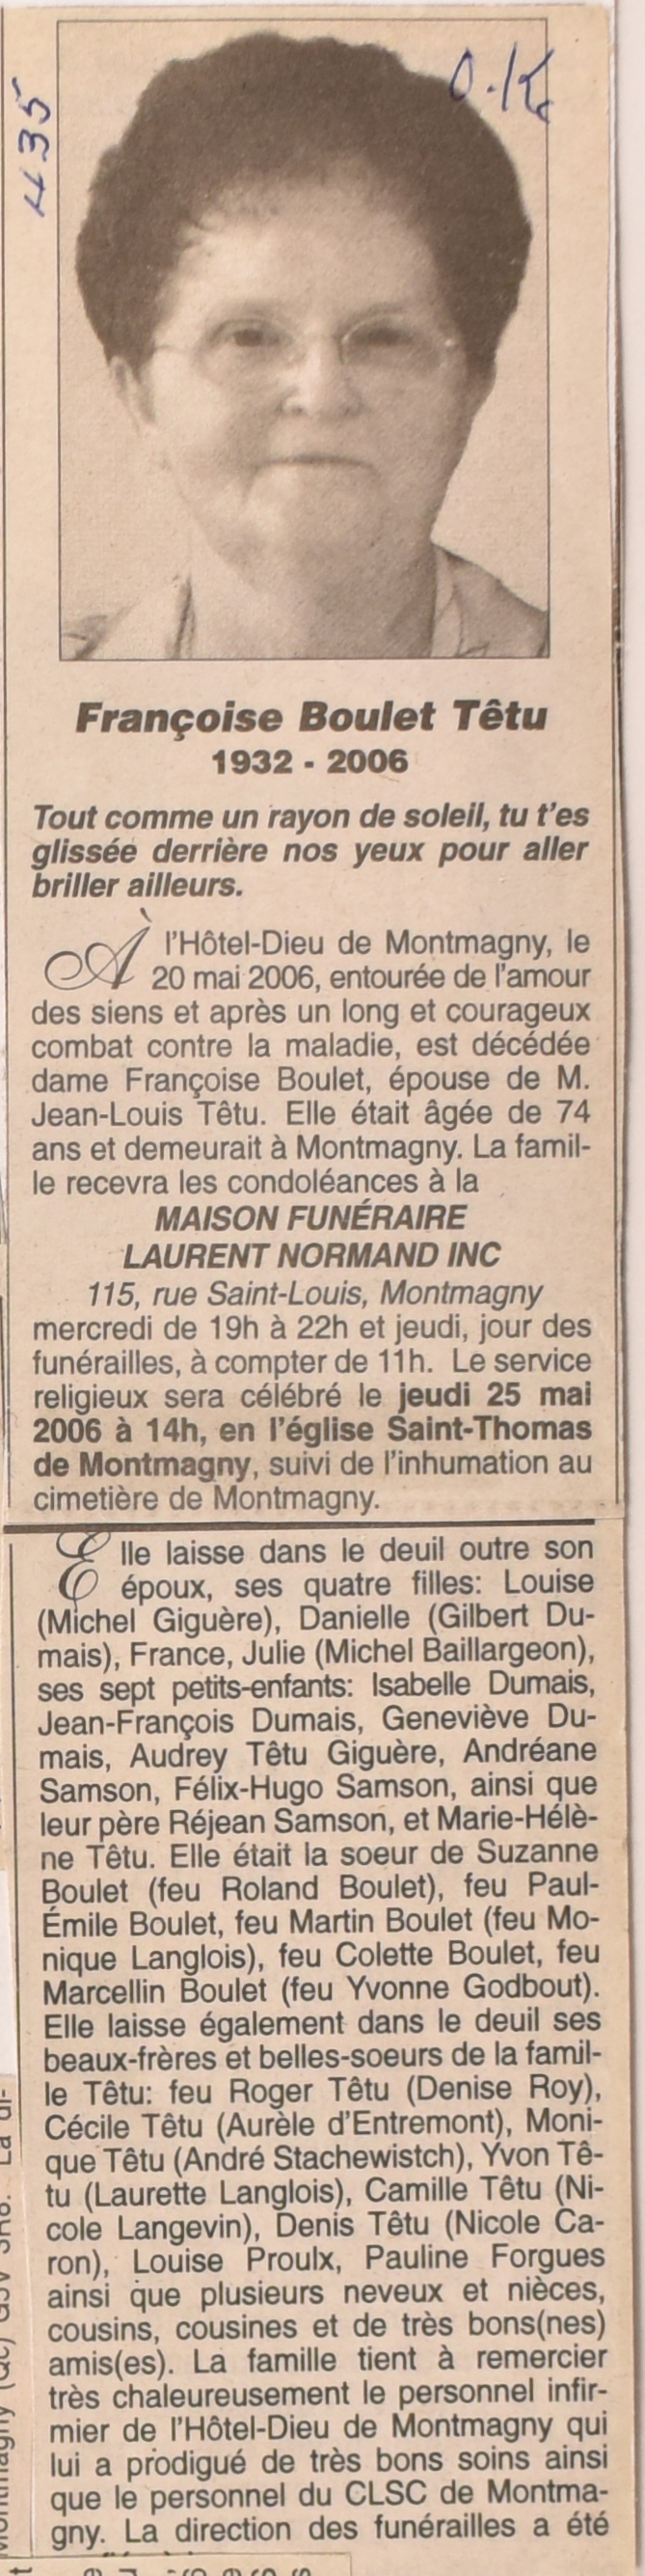 435
O.K.
Françoise Boulet Têtu
1932 - 2006
Tout comme un rayon de soleil, tu t'es
glissée derrière nos yeux pour aller
briller ailleurs.
À l'Hôtel-Dieu de Montmagny, le
20 mai 2006, entourée de l'amour
des siens et après un long et courageux
combat contre la maladie, est décédée
dame Françoise Boulet, épouse de M.
Jean-Louis Têtu. Elle était âgée de 74
ans et demeurait à Montmagny. La famil-
le recevra les condoléances à la
MAISON FUNÉRAIRE
LAURENT NORMAND INC
115, rue Saint-Louis, Montmagny
mercredi de 19h à 22h et jeudi, jour des
funérailles, à compter de 11h. Le service
religieux sera célébré le jeudi 25 mai
2006 à 14h, en l'église Saint-Thomas
de Montmagny, suivi de l'inhumation au
cimetière de Montmagny.
Elle laisse dans le deuil outre son
époux, ses quatre filles: Louise
(Michel Giguère), Danielle (Gilbert Du-
mais), France, Julie (Michel Baillargeon),
ses sept petits-enfants: Isabelle Dumais,
Jean-François Dumais, Geneviève Du-
mais, Audrey Têtu Giguère, Andréane
Samson, Félix-Hugo Samson, ainsi que
leur père Réjean Samson, et Marie-Hélè-
ne Têtu. Elle était la soeur de Suzanne
Boulet (feu Roland Boulet), feu Paul-
Émile Boulet, feu Martin Boulet (feu Mo-
nique Langlois), feu Colette Boulet, feu
Marcellin Boulet (feu Yvonne Godbout).
Elle laisse également dans le deuil ses
beaux-frères et belles-soeurs de la famil-
le Têtu: feu Roger Têtu (Denise Roy),
Cécile Têtu (Aurèle d'Entremont), Moni-
que Têtu (André Stachewistch), Yvon Tê-
tu (Laurette Langlois), Camille Têtu (Ni-
cole Langevin), Denis Têtu (Nicole Ca-
ron), Louise Proulx, Pauline Forgues
ainsi que plusieurs neveux et nièces,
cousins, cousines et de très bons(nes)
amis(es). La famille tient à remercier
très chaleureusement le personnel infir-
mier de l'Hôtel-Dieu de Montmagny qui
lui a prodigué de très bons soins ainsi
que le personnel du CLSC de Montma-
gny. La direction des funérailles a été